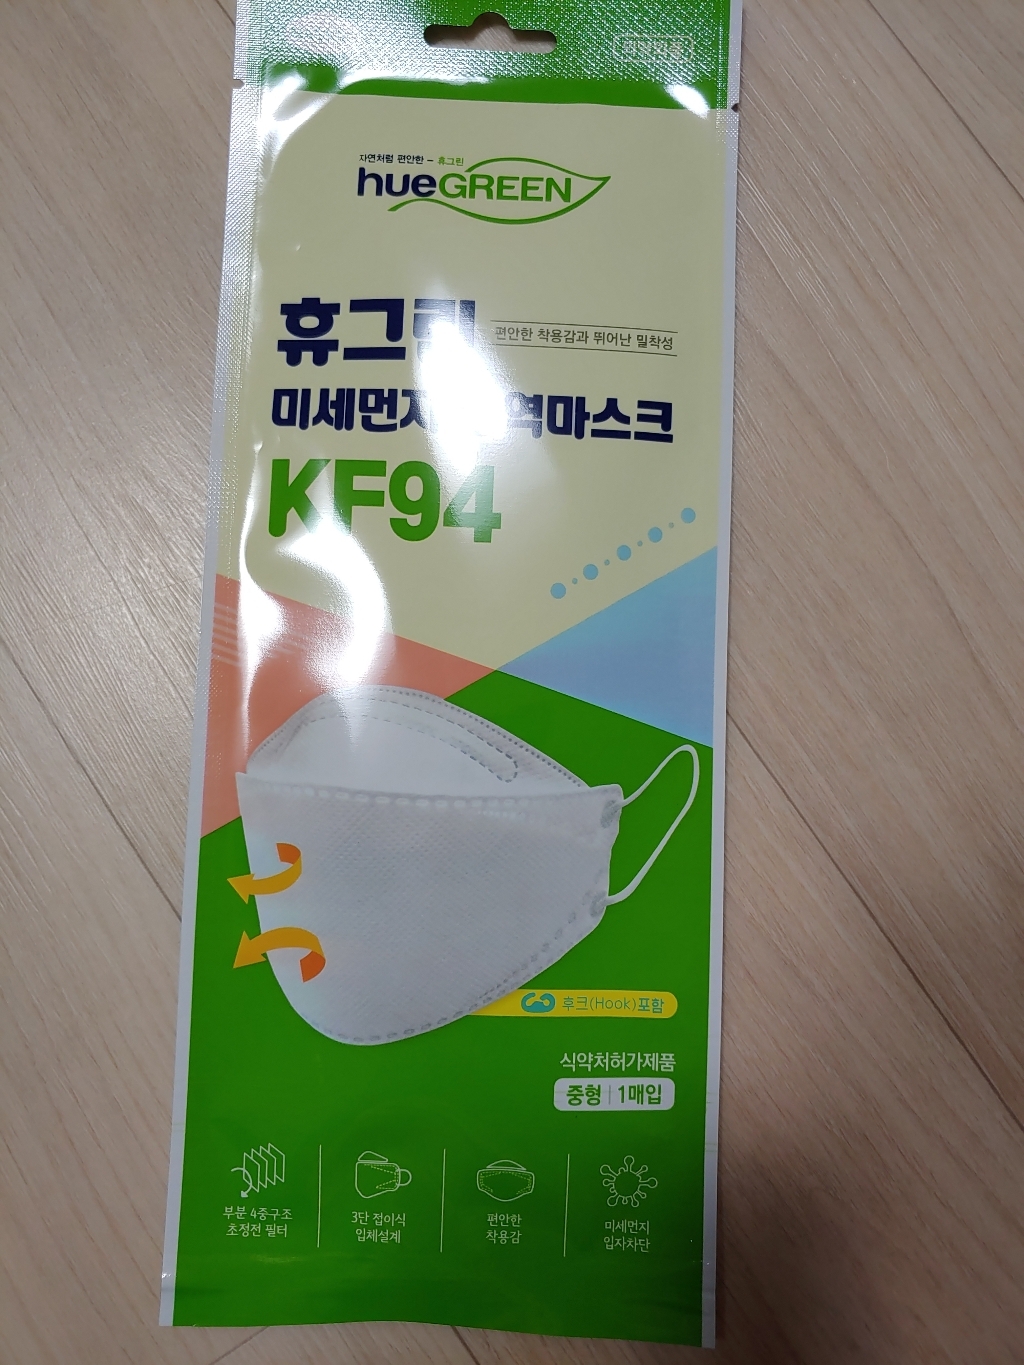 자연처럼 편안한 - 휴그린
hueGREEN
휴그린
편안한 착용감과 뛰어난 밀착성
미세먼지 역마스크
KF94
후크(Hook)포함
식약처허가제품
중형 | 1매입
부분 4중구조
초정전 필터
3단 접이식
입체설계
편안한
착용감
미세먼지
입자차단